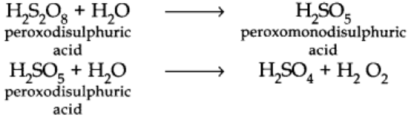 H₂S₂O₈ + H₂O ⟶ H₂SO₅
peroxodisulphuric peroxomonodisulphuric
acid acid
H₂SO₅ + H₂O ⟶ H₂SO₄ + H₂ O₂
peroxodisulphuric
acid